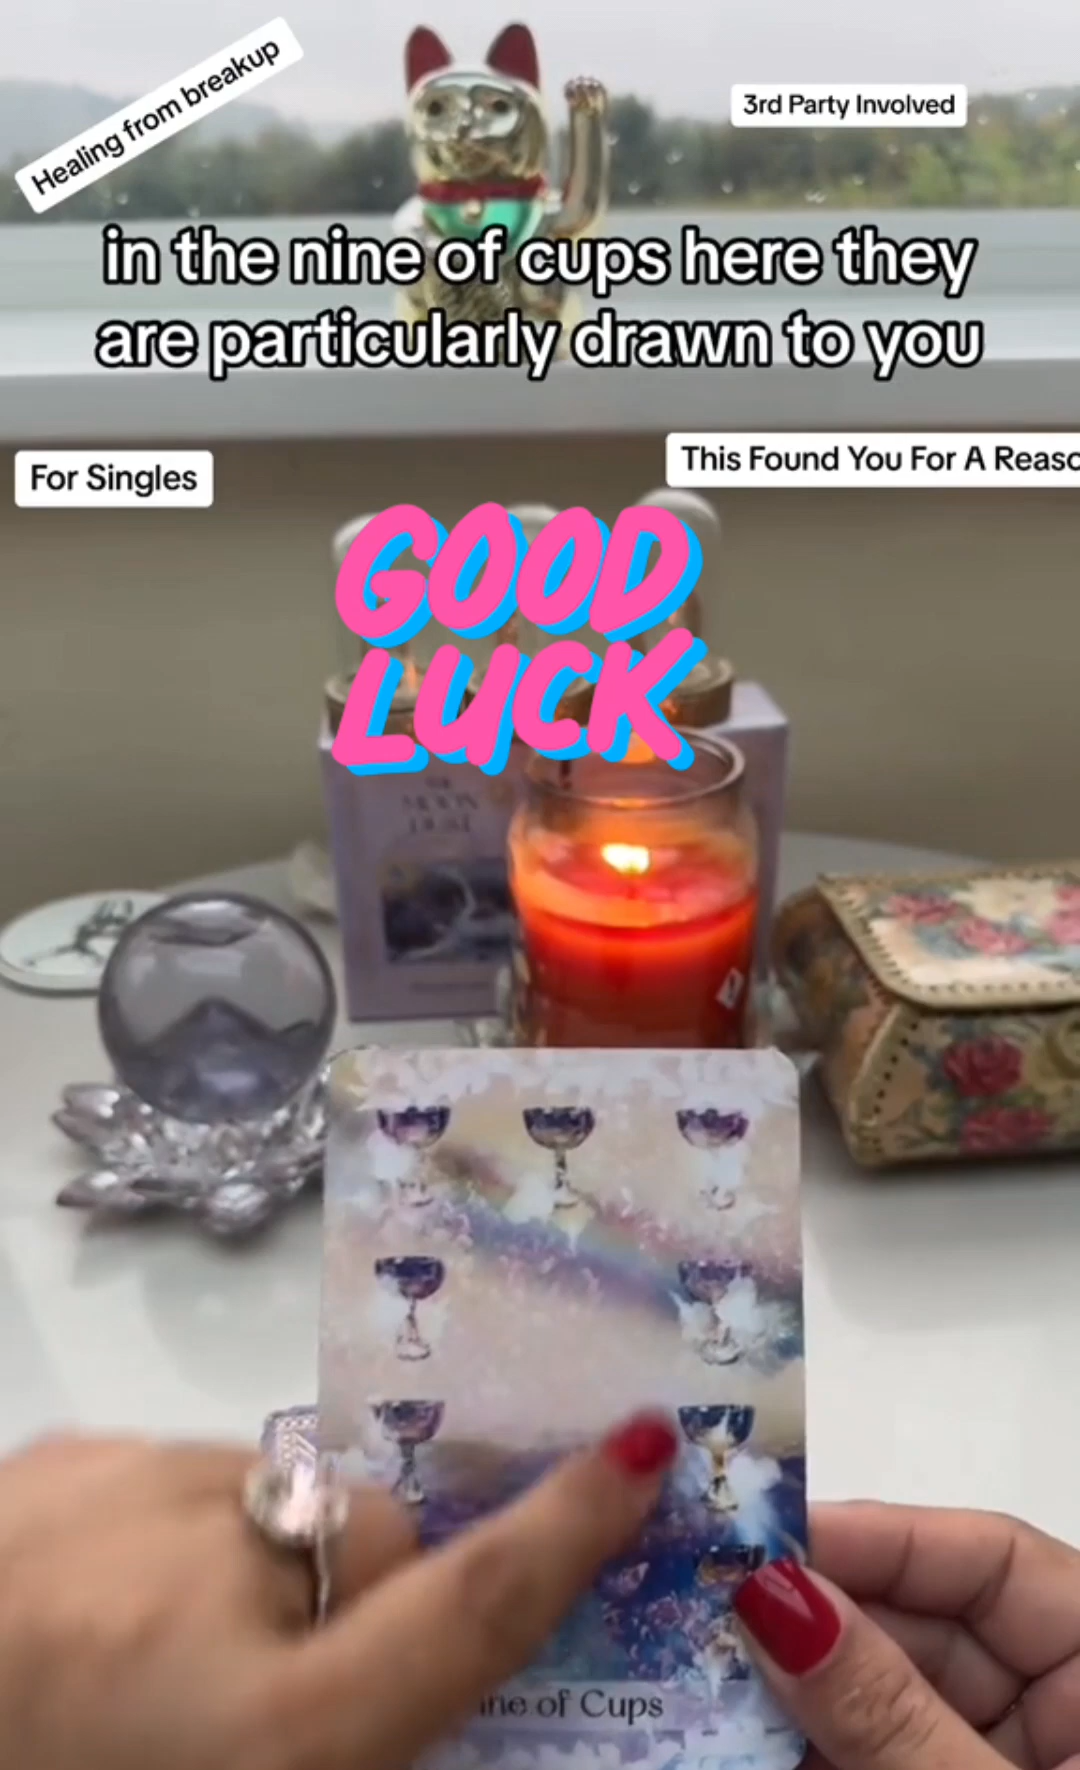 Healing from breakup
3rd Party Involved
in the nine of cups here they
are particularly drawn to you
For Singles
This Found You For A Reaso
GOOD
LUCK
MOON
of Cups